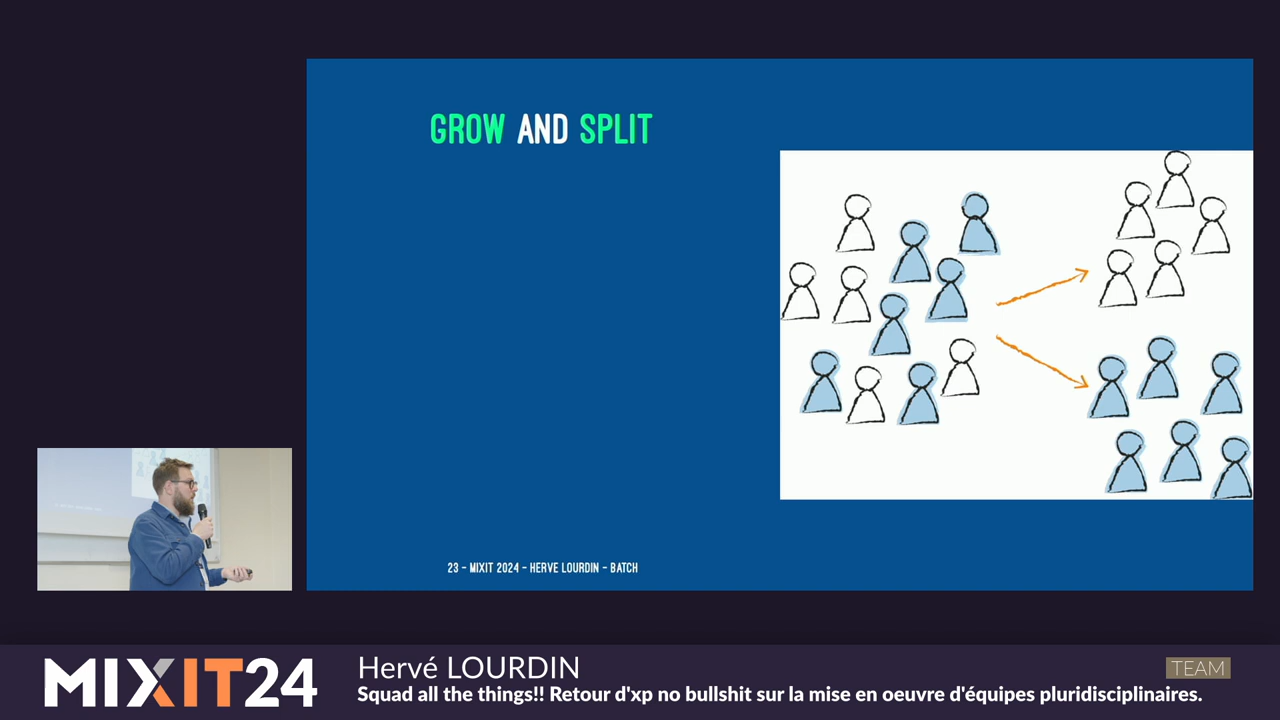 GROW AND SPLIT
23 - MIXIT 2024 - HERVE LOURDIN - BATCH
MIXIT24
Hervé LOURDIN
TEAM
Squad all the things!! Retour d'xp no bullshit sur la mise en oeuvre d'équipes pluridisciplinaires.